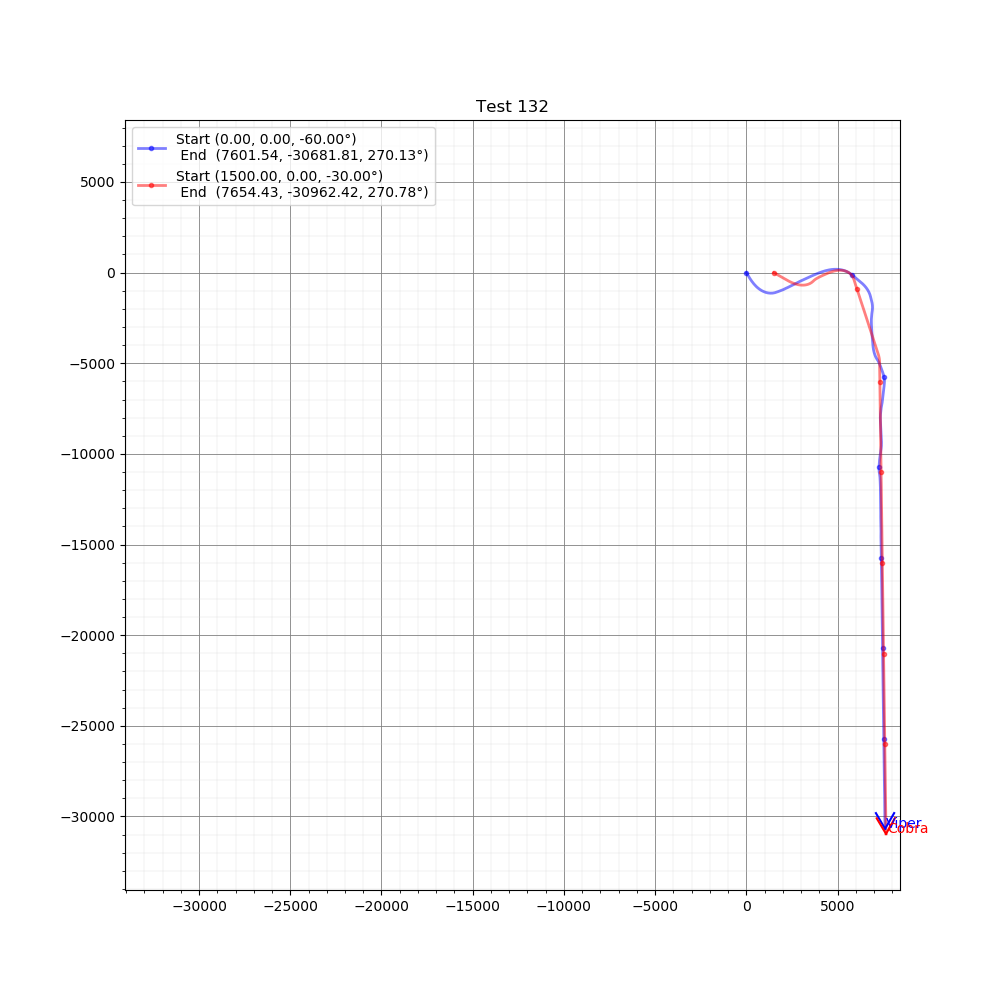 Test 132
Start (0.00, 0.00, -60.00°)
End (7601.54, -30681.81, 270.13°)
Start (1500.00, 0.00, -30.00°)
End (7654.43, -30962.42, 270.78°)
5000
0
−5000
−10000
−15000
−20000
−25000
−30000
Viper
Cobra
−30000 −25000 −20000 −15000 −10000 −5000 0 5000